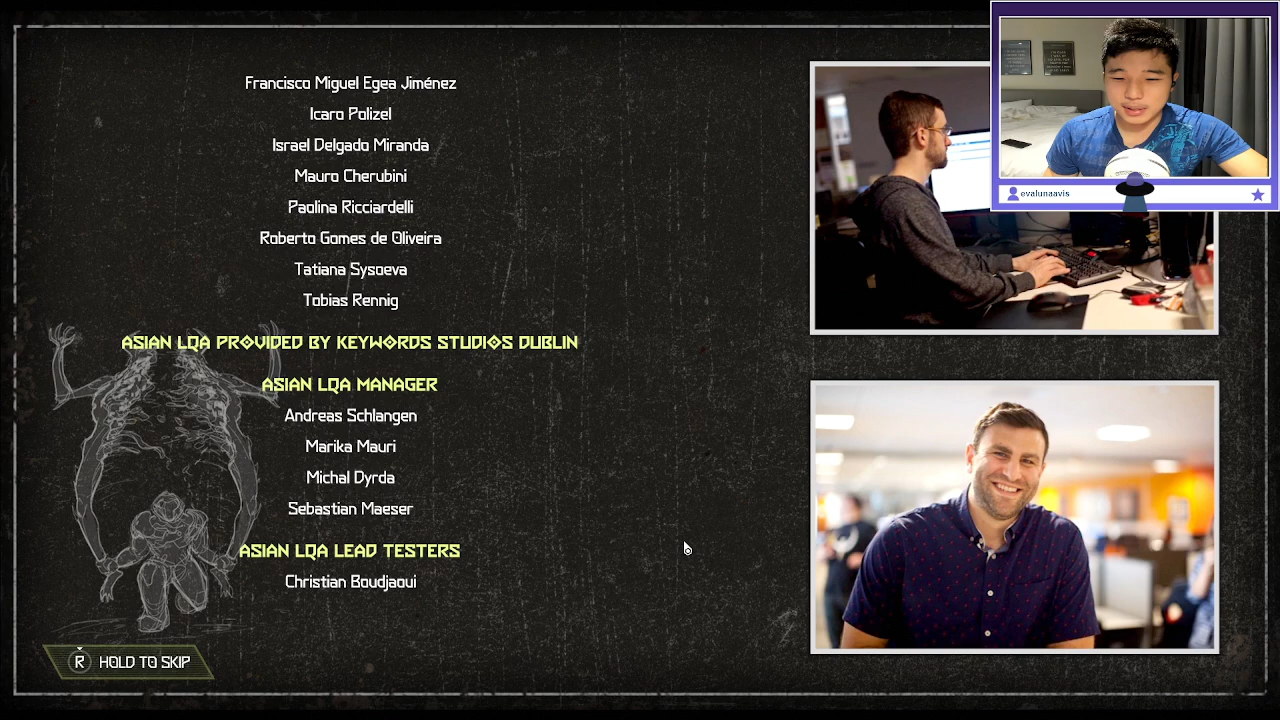 Francisco Miguel Egea Jiménez
Icaro Polizel
Israel Delgado Miranda
Mauro Cherubini
Paolina Ricciardelli
Roberto Gomes de Oliveira
Tatiana Sysoeva
Tobias Rennig
ASIAN LQA PROVIDED BY KEYWORDS STUDIOS DUBLIN
ASIAN LQA MANAGER
Andreas Schlangen
Marika Mauri
Michal Dyrda
Sebastian Maeser
ASIAN LQA LEAD TESTERS
Christian Boudjaoui
R HOLD TO SKIP
evalunaavis